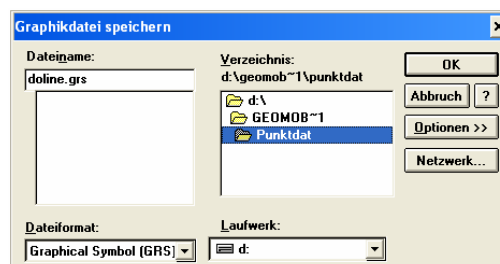 Graphikdatei speichern
Dateiname:
doline.grs
Verzeichnis:
d:\geomob~1\punktdat
d:\
GEOMOB~1
Punktdat
OK
Abbruch ?
Optionen >>
Netzwerk...
Dateiformat:
Graphical Symbol (GRS)
Laufwerk:
d: